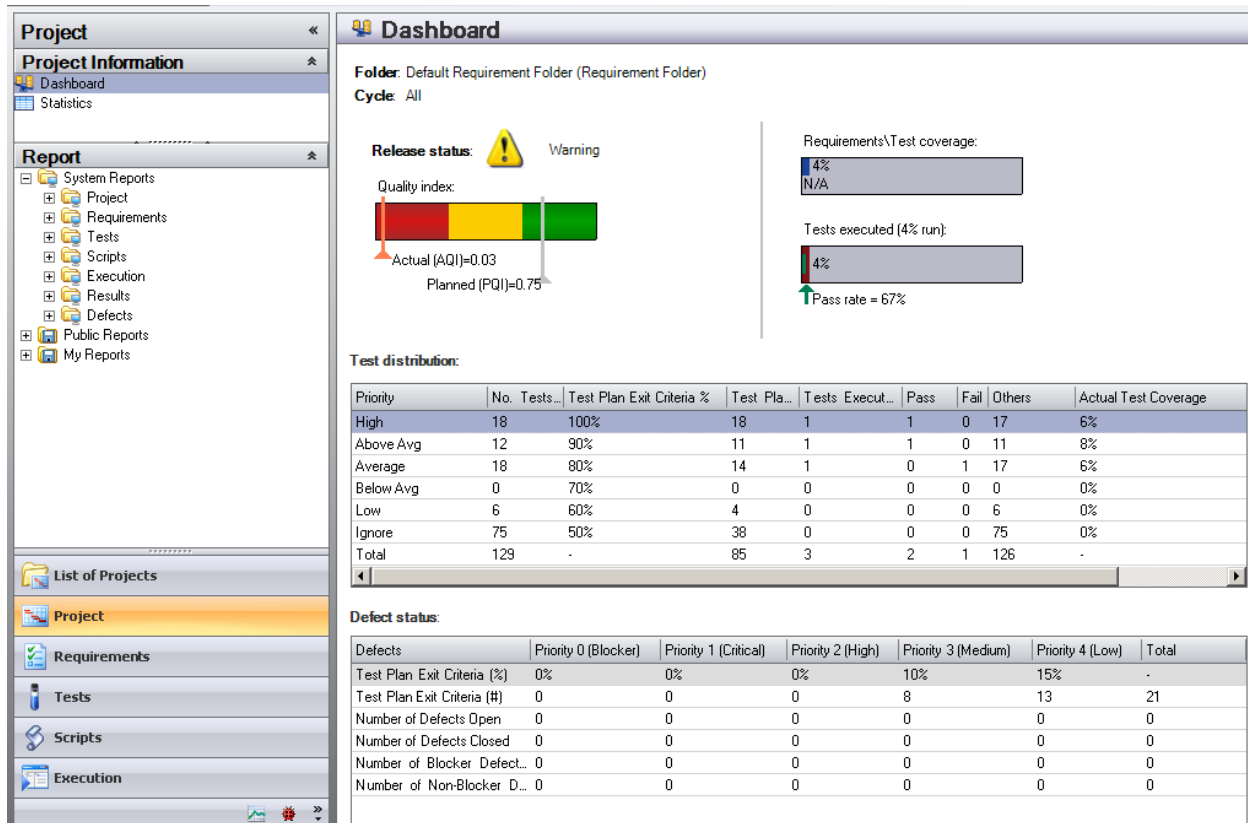 Project «
Project Information
Dashboard
Statistics
Report
System Reports
Project
Requirements
Tests
Scripts
Execution
Results
Defects
Public Reports
My Reports
List of Projects
Project
Requirements
Tests
Scripts
Execution
»
Dashboard
Folder: Default Requirement Folder (Requirement Folder)
Cycle: All
Release status: Warning
Quality index:
Actual (AQI)=0.03
Planned (PQI)=0.75
Requirements\Test coverage:
4%
N/A
Tests executed (4% run):
4%
Pass rate = 67%
Test distribution:
Priority No. Tests... Test Plan Exit Criteria % Test Pla... Tests Execut... Pass Fail Others Actual Test Coverage
High 18 100% 18 1 1 0 17 6%
Above Avg 12 90% 11 1 1 0 11 8%
Average 18 80% 14 1 0 1 17 6%
Below Avg 0 70% 0 0 0 0 0 0%
Low 6 60% 4 0 0 0 6 0%
Ignore 75 50% 38 0 0 0 75 0%
Total 129 - 85 3 2 1 126 -
Defect status:
Defects Priority 0 (Blocker) Priority 1 (Critical) Priority 2 (High) Priority 3 (Medium) Priority 4 (Low) Total
Test Plan Exit Criteria (%) 0% 0% 0% 10% 15% -
Test Plan Exit Criteria (#) 0 0 0 8 13 21
Number of Defects Open 0 0 0 0 0 0
Number of Defects Closed 0 0 0 0 0 0
Number of Blocker Defect... 0 0 0 0 0 0
Number of Non-Blocker D... 0 0 0 0 0 0